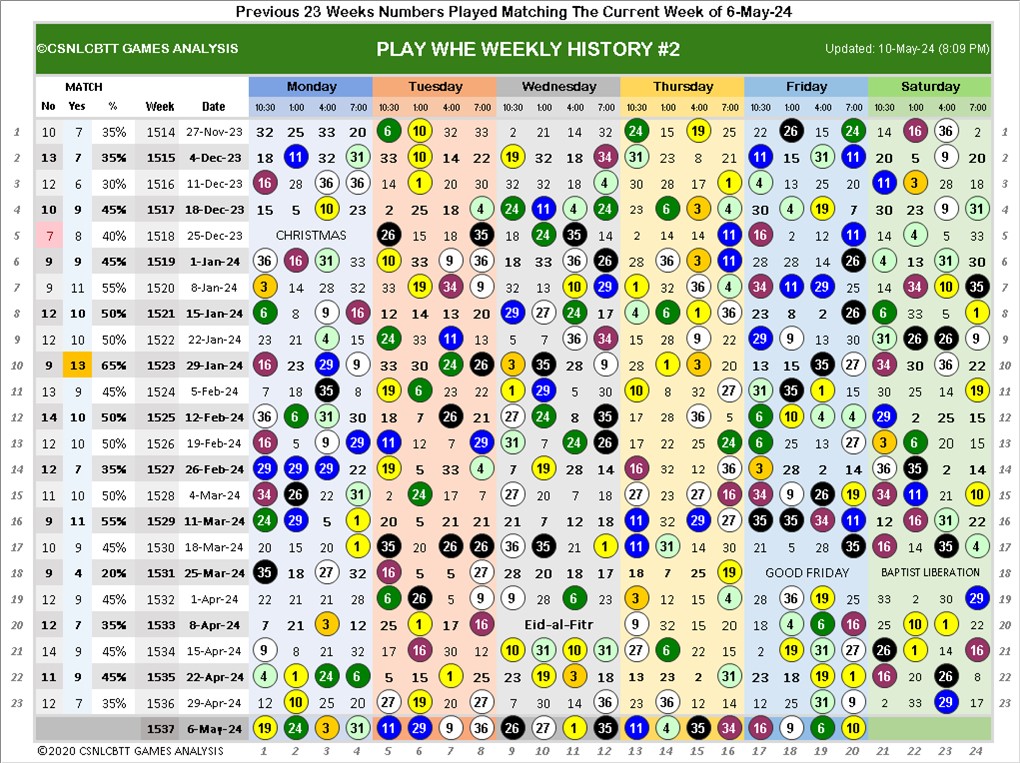 Previous 23 Weeks Numbers Played Matching The Current Week of 6-May-24
©CSNLCBTT GAMES ANALYSIS PLAY WHE WEEKLY HISTORY #2 Updated: 10-May-24 (8:09 PM)
MATCH Monday Tuesday Wednesday Thursday Friday Saturday
No Yes % Week Date 10:30 1:00 4:00 7:00 10:30 1:00 4:00 7:00 10:30 1:00 4:00 7:00 10:30 1:00 4:00 7:00 10:30 1:00 4:00 7:00 10:30 1:00 4:00 7:00
1 10 7 35% 1514 27-Nov-23 32 25 33 20 6 10 32 33 2 21 14 32 24 15 19 25 22 26 15 24 14 16 36 2 1
2 13 7 35% 1515 4-Dec-23 18 11 32 31 33 10 14 22 19 32 18 34 31 23 8 21 11 15 31 11 20 5 9 20 2
3 12 6 30% 1516 11-Dec-23 16 28 36 36 14 1 20 30 32 32 18 4 30 28 17 1 4 13 25 20 11 3 28 18 3
4 10 9 45% 1517 18-Dec-23 15 5 10 23 2 25 18 4 24 11 4 24 23 6 3 4 30 4 19 7 30 23 9 31 4
5 7 8 40% 1518 25-Dec-23 CHRISTMAS 26 15 18 35 18 24 35 14 2 14 14 11 16 2 12 11 14 4 5 33 5
6 9 9 45% 1519 1-Jan-24 36 16 31 33 10 33 9 36 18 33 36 26 28 36 3 11 28 28 14 26 4 13 31 30 6
7 9 11 55% 1520 8-Jan-24 3 14 28 32 33 19 34 9 32 13 10 29 1 32 36 4 34 11 29 25 14 34 10 35 7
8 12 10 50% 1521 15-Jan-24 6 8 9 16 12 14 13 20 29 27 24 17 4 6 1 36 23 8 2 26 6 33 5 1 8
9 12 10 50% 1522 22-Jan-24 23 21 4 15 24 33 11 13 5 7 36 34 15 28 9 22 29 9 13 30 31 26 26 9 9
10 9 13 65% 1523 29-Jan-24 16 23 29 9 33 30 24 26 3 35 28 9 28 1 3 20 13 15 35 27 34 30 36 22 10
11 13 9 45% 1524 5-Feb-24 7 18 35 8 19 6 23 22 1 29 5 30 10 8 32 27 31 35 1 15 30 25 14 19 11
12 14 10 50% 1525 12-Feb-24 36 6 31 30 18 7 26 21 27 24 8 35 17 28 36 5 6 10 4 4 29 2 25 15 12
13 12 10 50% 1526 19-Feb-24 16 5 9 29 11 12 7 29 31 7 24 26 17 22 25 24 6 25 13 27 3 6 20 15 13
14 12 7 35% 1527 26-Feb-24 29 29 29 22 19 5 33 4 7 19 28 14 16 32 12 36 3 28 2 14 36 35 2 14 14
15 11 10 50% 1528 4-Mar-24 34 26 22 31 2 24 7 8 27 20 7 18 27 23 27 16 34 9 26 19 34 11 21 10 15
16 9 11 55% 1529 11-Mar-24 24 29 5 1 20 5 21 21 21 7 12 18 11 32 29 27 35 35 34 11 12 16 31 22 16
17 10 9 45% 1530 18-Mar-24 20 15 20 1 35 20 26 26 36 35 21 1 11 31 14 30 21 5 28 35 16 14 35 4 17
18 9 4 20% 1531 25-Mar-24 35 18 27 32 16 5 5 27 28 20 18 17 18 7 25 19 GOOD FRIDAY BAPTIST LIBERATION 18
19 12 9 45% 1532 1-Apr-24 22 21 21 28 6 26 5 9 9 28 6 23 3 12 14 4 28 36 19 25 33 2 30 29 19
20 12 7 35% 1533 8-Apr-24 7 21 3 12 25 1 17 16 Eid-al-Fitr 9 32 15 20 18 4 6 16 22 10 1 22 20
21 14 9 45% 1534 15-Apr-24 9 8 21 32 17 16 30 12 10 31 10 31 27 6 22 15 2 19 31 27 26 1 14 16 21
22 11 9 45% 1535 22-Apr-24 4 1 24 6 5 15 1 25 23 19 3 18 13 23 2 31 23 18 19 1 16 20 26 8 22
23 12 7 35% 1536 29-Apr-24 12 10 25 20 27 19 22 27 7 30 14 36 23 36 14 12 23 23 31 9 2 33 29 17 23
1537 6-May-24 19 24 3 31 11 29 9 36 26 27 1 35 11 4 35 34 16 9 6 10
©2020 CSNLCBTT GAMES ANALYSIS 1 2 3 4 5 6 7 8 9 10 11 12 13 14 15 16 17 18 19 20 21 22 23 24